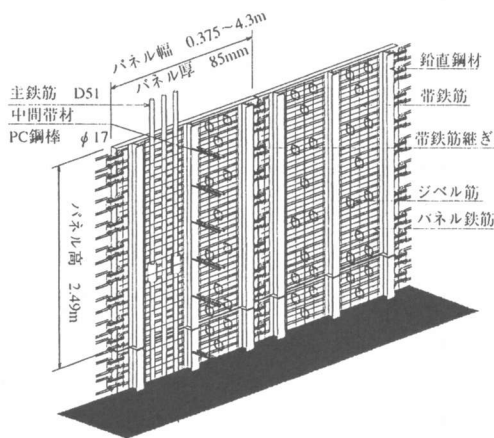 パネル幅 0.375~4.3m
パネル厚 85mm
主鉄筋 D51
中間帯材
PC鋼棒 φ17
パネル高 2.49m
鉛直鋼材
帯鉄筋
帯鉄筋継ぎ
ジベル筋
パネル鉄筋